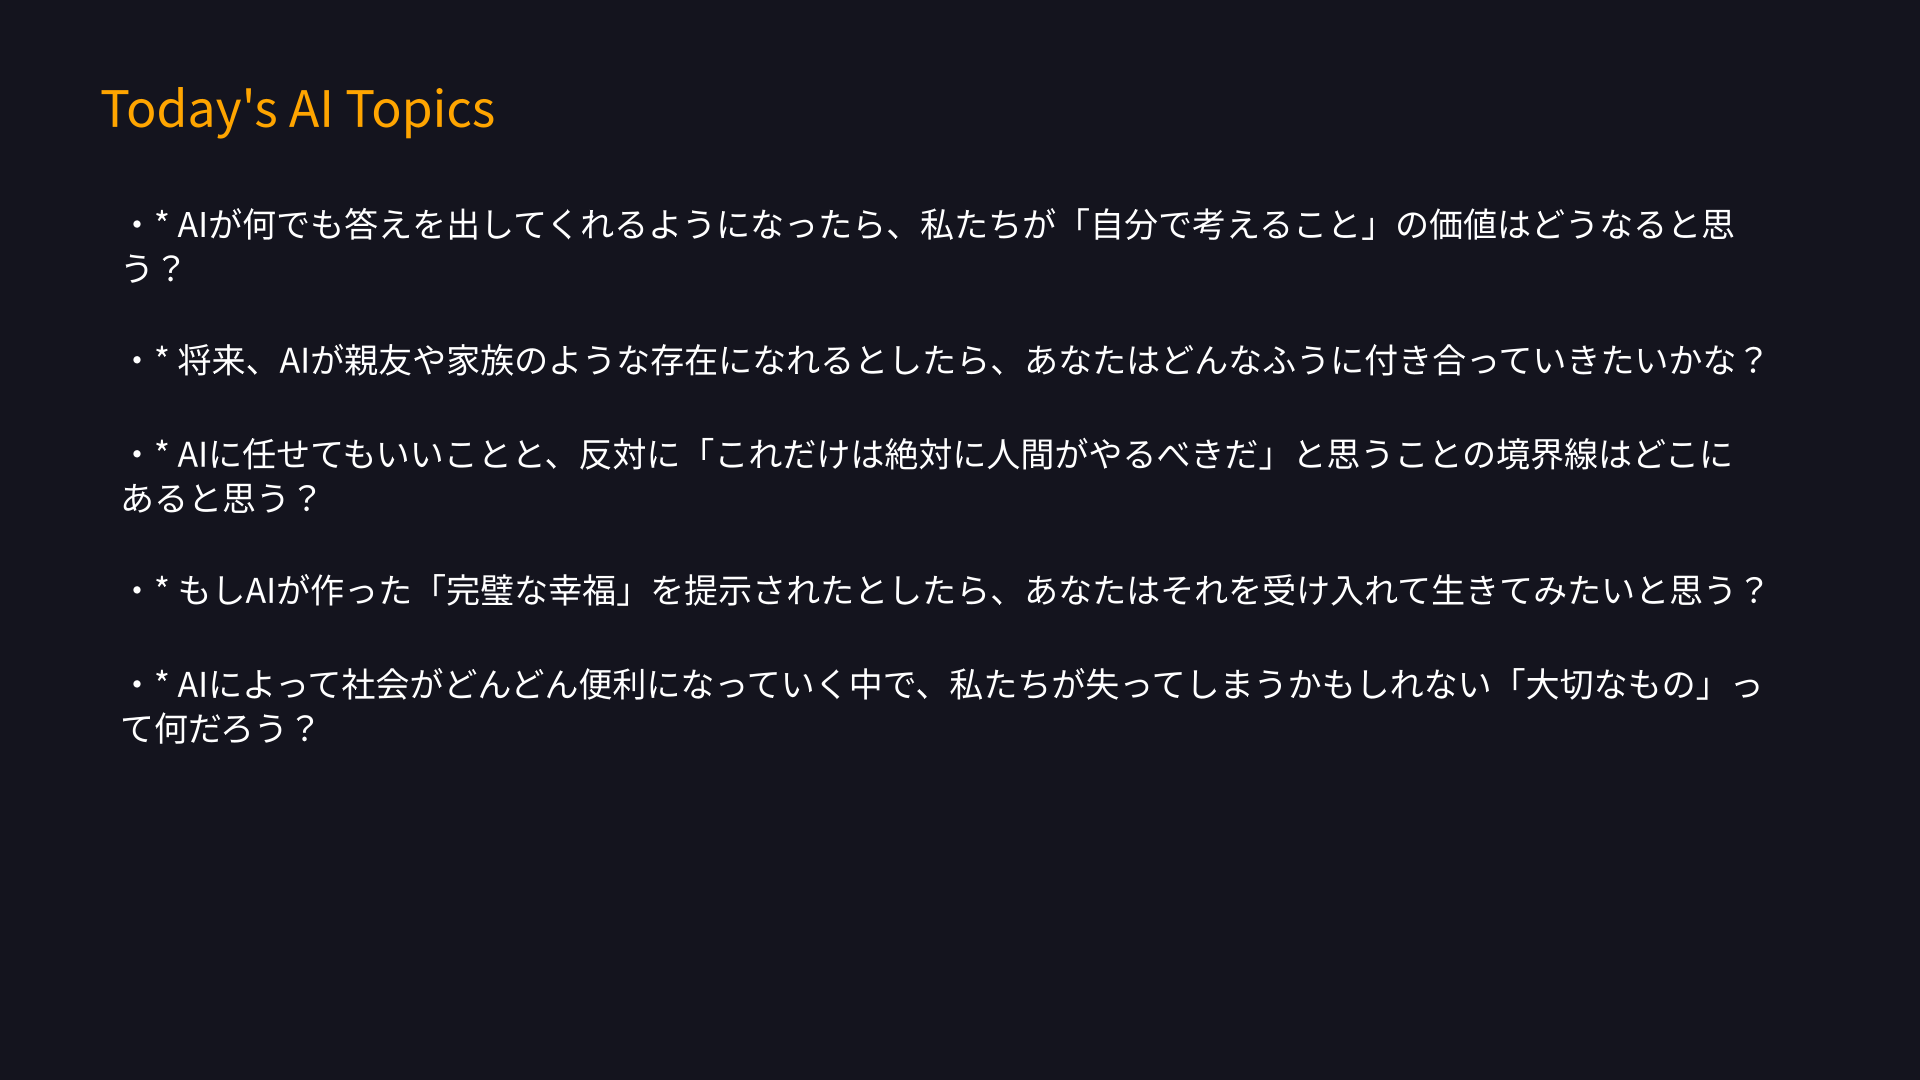 Today's AI Topics
・* AIが何でも答えを出してくれるようになったら、私たちが「自分で考えること」の価値はどうなると思
う？
・* 将来、AIが親友や家族のような存在になれるとしたら、あなたはどんなふうに付き合っていきたいかな？
・* AIに任せてもいいことと、反対に「これだけは絶対に人間がやるべきだ」と思うことの境界線はどこに
あると思う？
・* もしAIが作った「完璧な幸福」を提示されたとしたら、あなたはそれを受け入れて生きてみたいと思う？
・* AIによって社会がどんどん便利になっていく中で、私たちが失ってしまうかもしれない「大切なもの」っ
て何だろう？